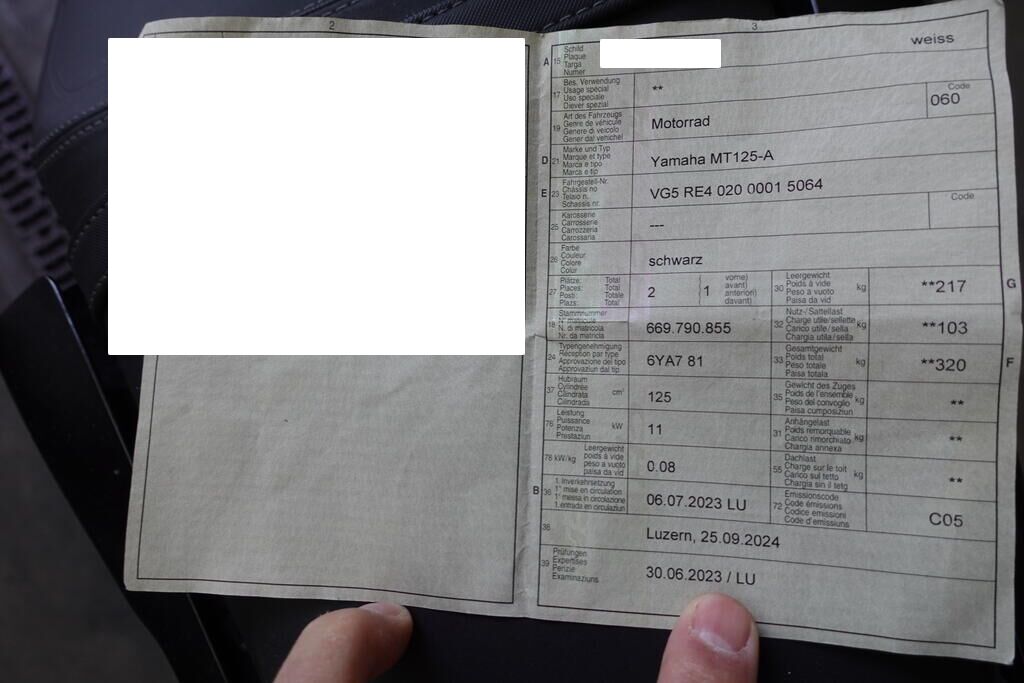 2
3
A 15 Schild
Plaque
Targa
Numer
weiss
17 Bes. Verwendung
Usage spécial
Uso speciale
Diever spezial
**
Code
060
19 Art des Fahrzeugs
Genre de véhicule
Genere di veicolo
Gener dal vehichel
Motorrad
D 21 Marke und Typ
Marque et type
Marca e tipo
Marca e tip
Yamaha MT125-A
E 23 Fahrgestell-Nr.
Châssis no
Telaio n.
Schassis nr.
VG5 RE4 020 0001 5064
25 Karosserie
Carrosserie
Carrozzeria
Carossaria
---
Code
26 Farbe
Couleur
Colore
Colur
schwarz
27 Plätze: Total
Places: Total
Posti: Totale
Plazs: Total
2
1
vorne)
avant)
anteriori)
davant)
30 Leergewicht
Poids à vide
Peso a vuoto
Paisa da vid
kg
**217
G
18 Stammnummer
N° matricule
N. di matricola
Nr. da matricla
669.790.855
32 Nutz-/Sattellast
Charge utile/sellette
Carico utile/sella
Chargia utila/sella
kg
**103
24 Typengenehmigung
Réception par type
Approvazione del tipo
Approvaziun dal tip
6YA7 81
33 Gesamtgewicht
Poids total
Peso totale
Paisa totala
kg
**320
F
37 Hubraum
Cylindrée
Cilindrata
Cilindrada
cm³
125
35 Gewicht des Zuges
Poids de l'ensemble
Peso del convoglio
Paisa cumposiziun
kg
**
76 Leistung
Puissance
Potenza
Prestaziun
kW
11
31 Anhängelast
Poids remorquable
Carico rimorchiato
Chargia annexa
kg
**
78 kW/kg Leergewicht
poids à vide
peso a vuoto
paisa da vid
0.08
55 Dachlast
Charge sur le toit
Carico sul tetto
Chargia sin il tetg
kg
**
B 36 1. Inverkehrsetzung
1re mise en circulation
1a messa in circolazione
1. entrada en circulaziun
06.07.2023 LU
72 Emissionscode
Code émissions
Codice emissioni
Code d'emissiuns
C05
38
Luzern, 25.09.2024
39 Prüfungen
Expertises
Perizie
Examinaziuns
30.06.2023 / LU